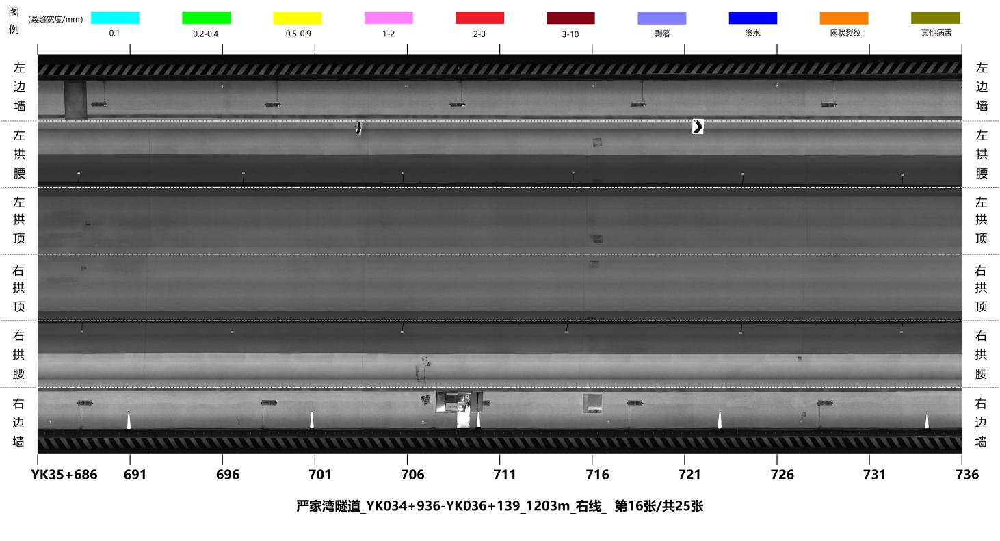 图例 (裂缝宽度/mm) 0.1 0.2-0.4 0.5-0.9 1-2 2-3 3-10 剥落 渗水 网状裂纹 其他病害
左边墙 左边墙
左拱腰 左拱腰
左拱顶 左拱顶
右拱顶 右拱顶
右拱腰 右拱腰
右边墙 右边墙
YK35+686 691 696 701 706 711 716 721 726 731 736
严家湾隧道_YK034+936-YK036+139_1203m_右线_ 第16张/共25张